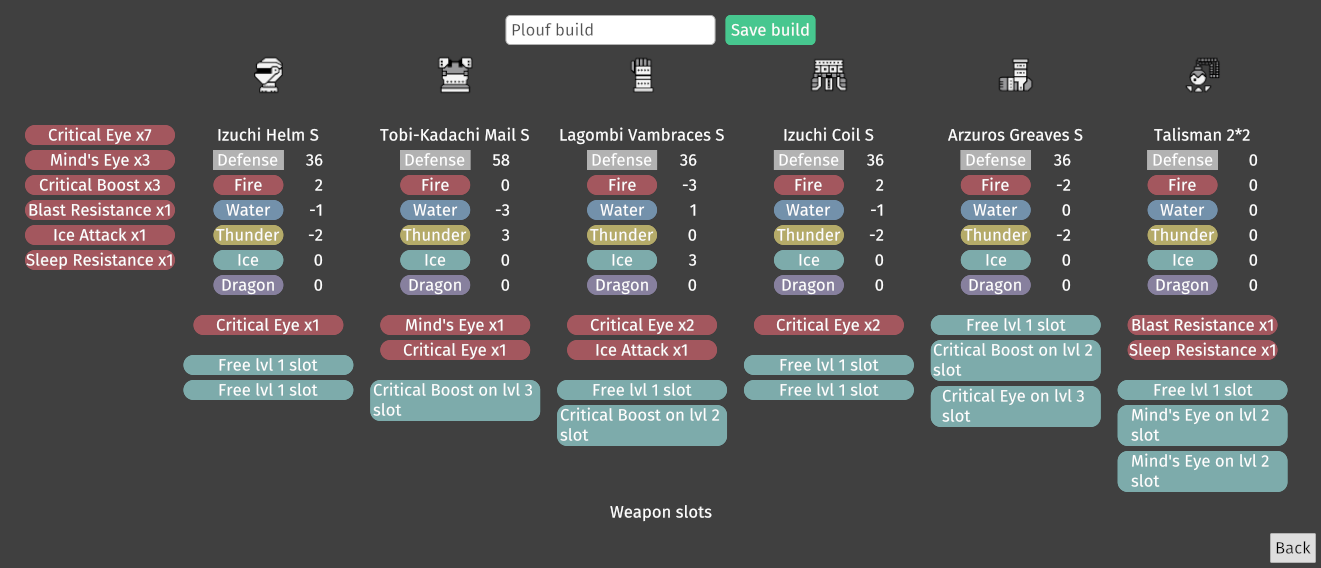 Plouf build
Save build
Critical Eye x7
Mind's Eye x3
Critical Boost x3
Blast Resistance x1
Ice Attack x1
Sleep Resistance x1
Izuchi Helm S
Defense 36
Fire 2
Water -1
Thunder -2
Ice 0
Dragon 0
Critical Eye x1
Free lvl 1 slot
Free lvl 1 slot
Tobi-Kadachi Mail S
Defense 58
Fire 0
Water -3
Thunder 3
Ice 0
Dragon 0
Mind's Eye x1
Critical Eye x1
Critical Boost on lvl 3
slot
Lagombi Vambraces S
Defense 36
Fire -3
Water 1
Thunder 0
Ice 3
Dragon 0
Critical Eye x2
Ice Attack x1
Free lvl 1 slot
Critical Boost on lvl 2
slot
Izuchi Coil S
Defense 36
Fire 2
Water -1
Thunder -2
Ice 0
Dragon 0
Critical Eye x2
Free lvl 1 slot
Free lvl 1 slot
Arzuros Greaves S
Defense 36
Fire -2
Water 0
Thunder -2
Ice 0
Dragon 0
Free lvl 1 slot
Critical Boost on lvl 2
slot
Critical Eye on lvl 3
slot
Talisman 2*2
Defense 0
Fire 0
Water 0
Thunder 0
Ice 0
Dragon 0
Blast Resistance x1
Sleep Resistance x1
Free lvl 1 slot
Mind's Eye on lvl 2
slot
Mind's Eye on lvl 2
slot
Weapon slots
Back